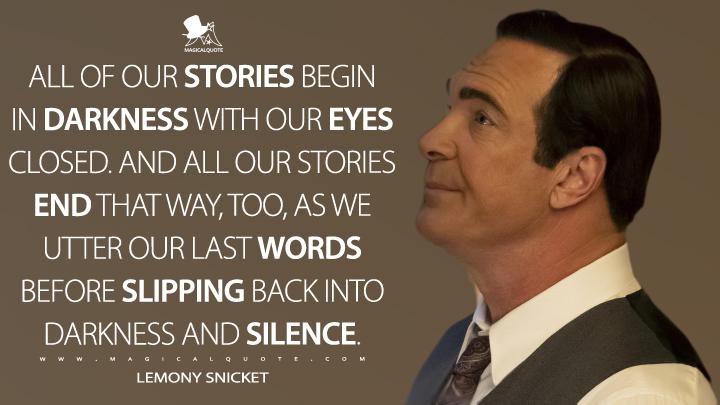 MAGICALQUOTE
ALL OF OUR STORIES BEGIN
IN DARKNESS WITH OUR EYES
CLOSED. AND ALL OUR STORIES
END THAT WAY, TOO, AS WE
UTTER OUR LAST WORDS
BEFORE SLIPPING BACK INTO
DARKNESS AND SILENCE.
WWW.MAGICALQUOTE.COM
LEMONY SNICKET